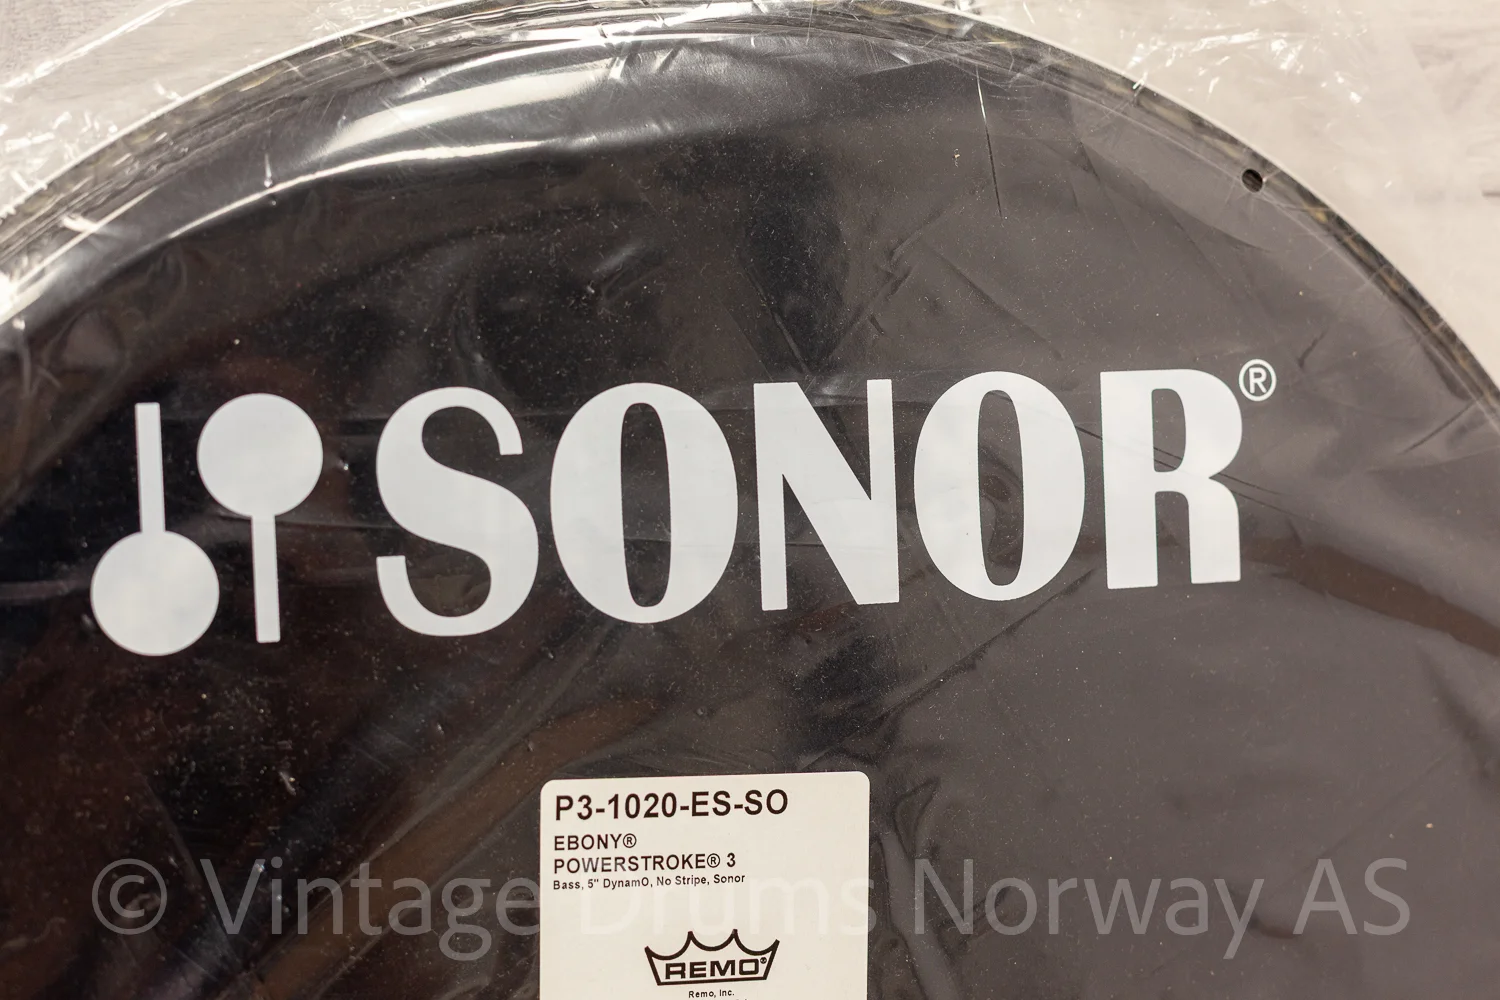 SONOR®
P3-1020-ES-SO
EBONY®
POWERSTROKE® 3
Bass, 5" DynamO, No Stripe, Sonor
© Vintage Drums Norway AS
REMO®
Remo, Inc.